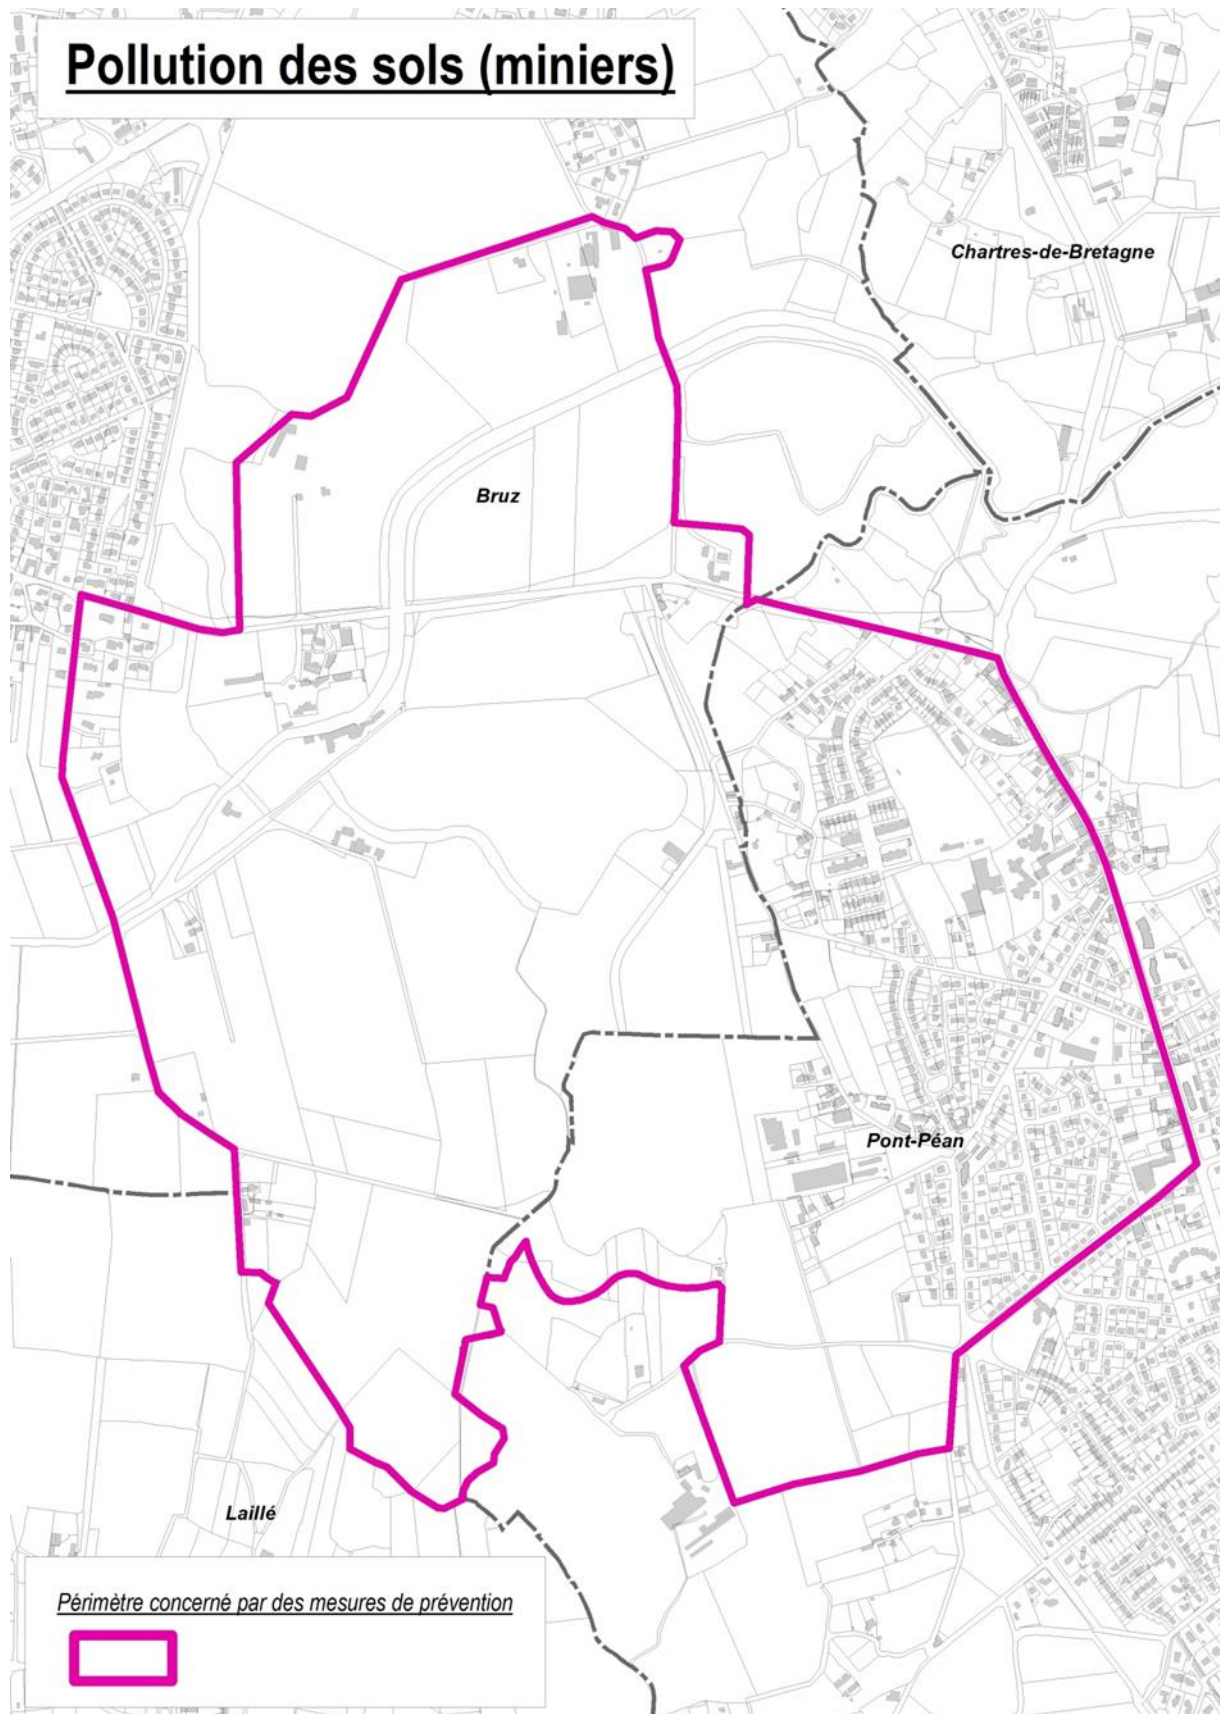 Pollution des sols (miniers)
Chartres-de-Bretagne
Bruz
Pont-Péan
Laillé
Périmètre concerné par des mesures de prévention